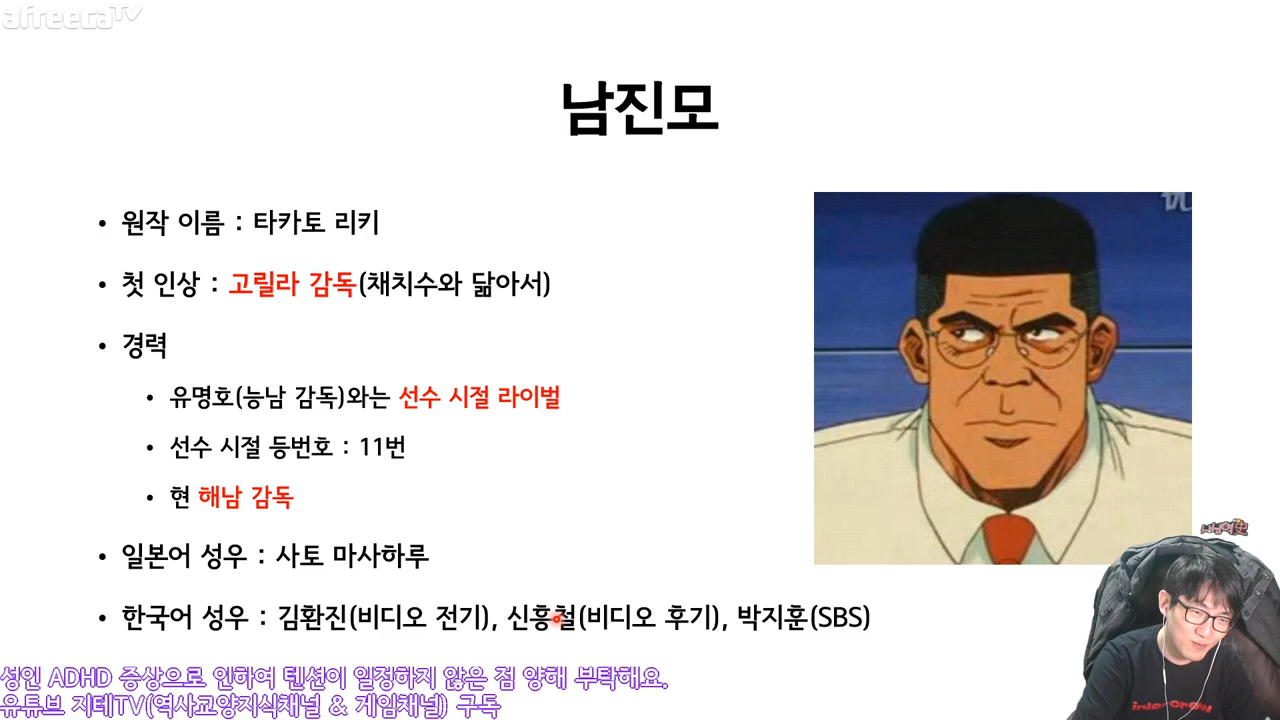 afreecaTV
남진모
• 원작 이름 : 타카토 리키
• 첫 인상 : 고릴라 감독(채치수와 닮아서)
• 경력
• 유명호(능남 감독)와는 선수 시절 라이벌
• 선수 시절 등번호 : 11번
• 현 해남 감독
• 일본어 성우 : 사토 마사하루
• 한국어 성우 : 김환진(비디오 전기), 신흥철(비디오 후기), 박지훈(SBS)
intercrew
성인 ADHD 증상으로 인하여 텐션이 일정하지 않은 점 양해 부탁해요.
유튜브 지테TV(역사교양지식채널 & 게임채널) 구독